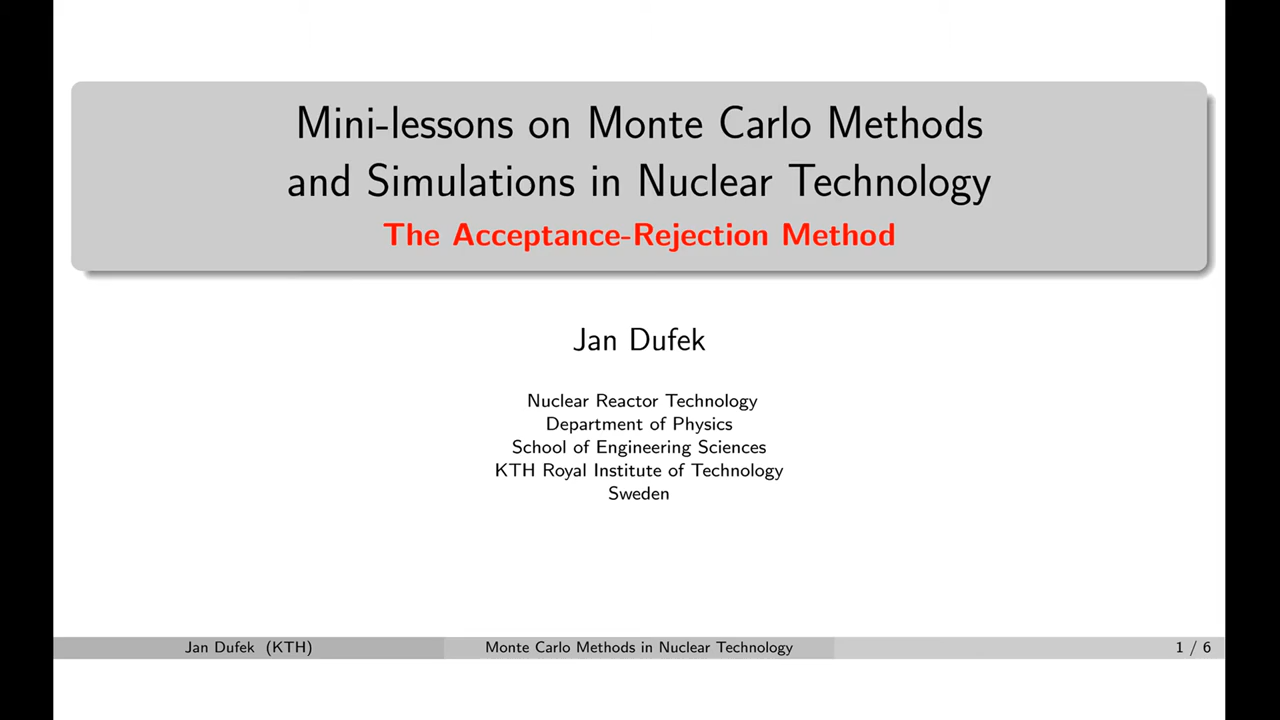 Mini-lessons on Monte Carlo Methods
and Simulations in Nuclear Technology
The Acceptance-Rejection Method
Jan Dufek
Nuclear Reactor Technology
Department of Physics
School of Engineering Sciences
KTH Royal Institute of Technology
Sweden
Jan Dufek (KTH) Monte Carlo Methods in Nuclear Technology 1 / 6